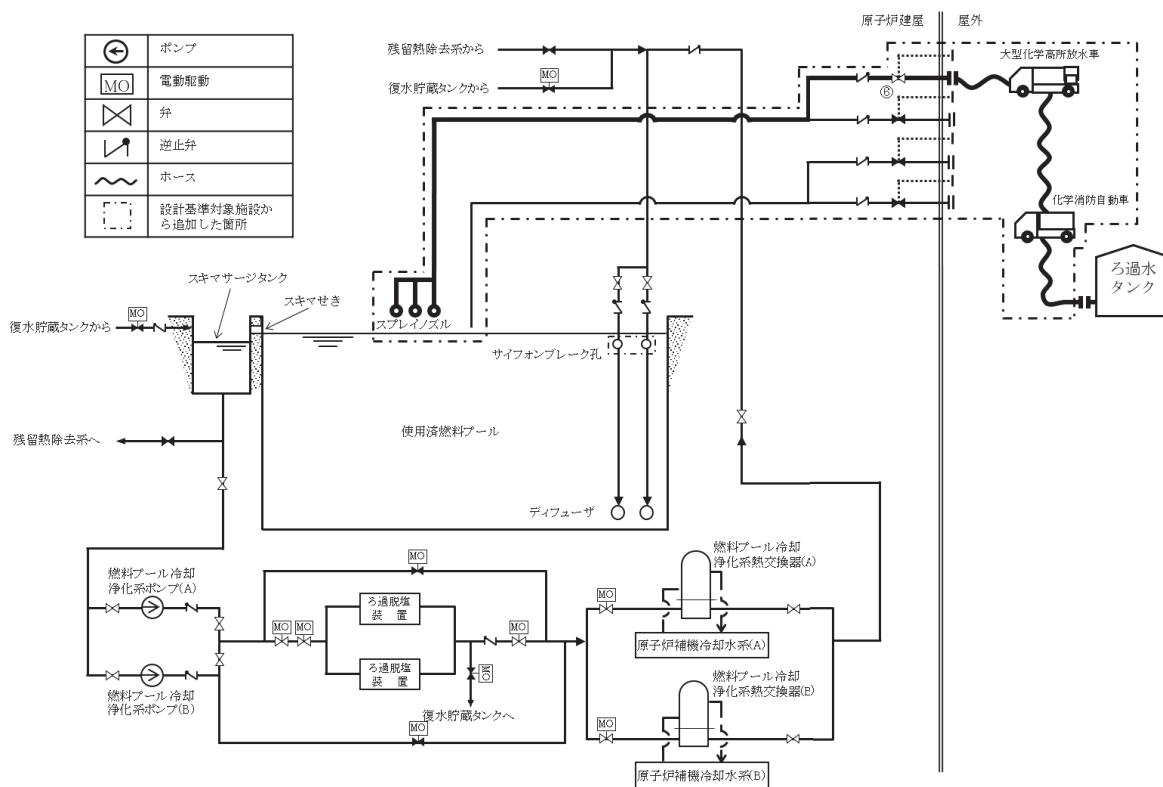 ポンプ
MO
電動駆動
弁
逆止弁
ホース
設計基準対象施設か
ら追加した箇所
残留熱除去系から
MO
復水貯蔵タンクから
原子炉建屋
屋外
大型化学高所放水車
⑥
化学消防自動車
ろ過水
タンク
スキマサージタンク
スキマせき
MO
復水貯蔵タンクから
スプレイノズル
サイフォンブレーク孔
使用済燃料プール
残留熱除去系へ
ディフューザ
燃料プール冷却
浄化系ポンプ(A)
燃料プール冷却
浄化系ポンプ(B)
MO
MO
MO
ろ過脱塩
装 置
ろ過脱塩
装 置
MO
MO
復水貯蔵タンクへ
MO
燃料プール冷却
浄化系熱交換器(A)
MO
原子炉補機冷却水系(A)
燃料プール冷却
浄化系熱交換器(B)
MO
原子炉補機冷却水系(B)